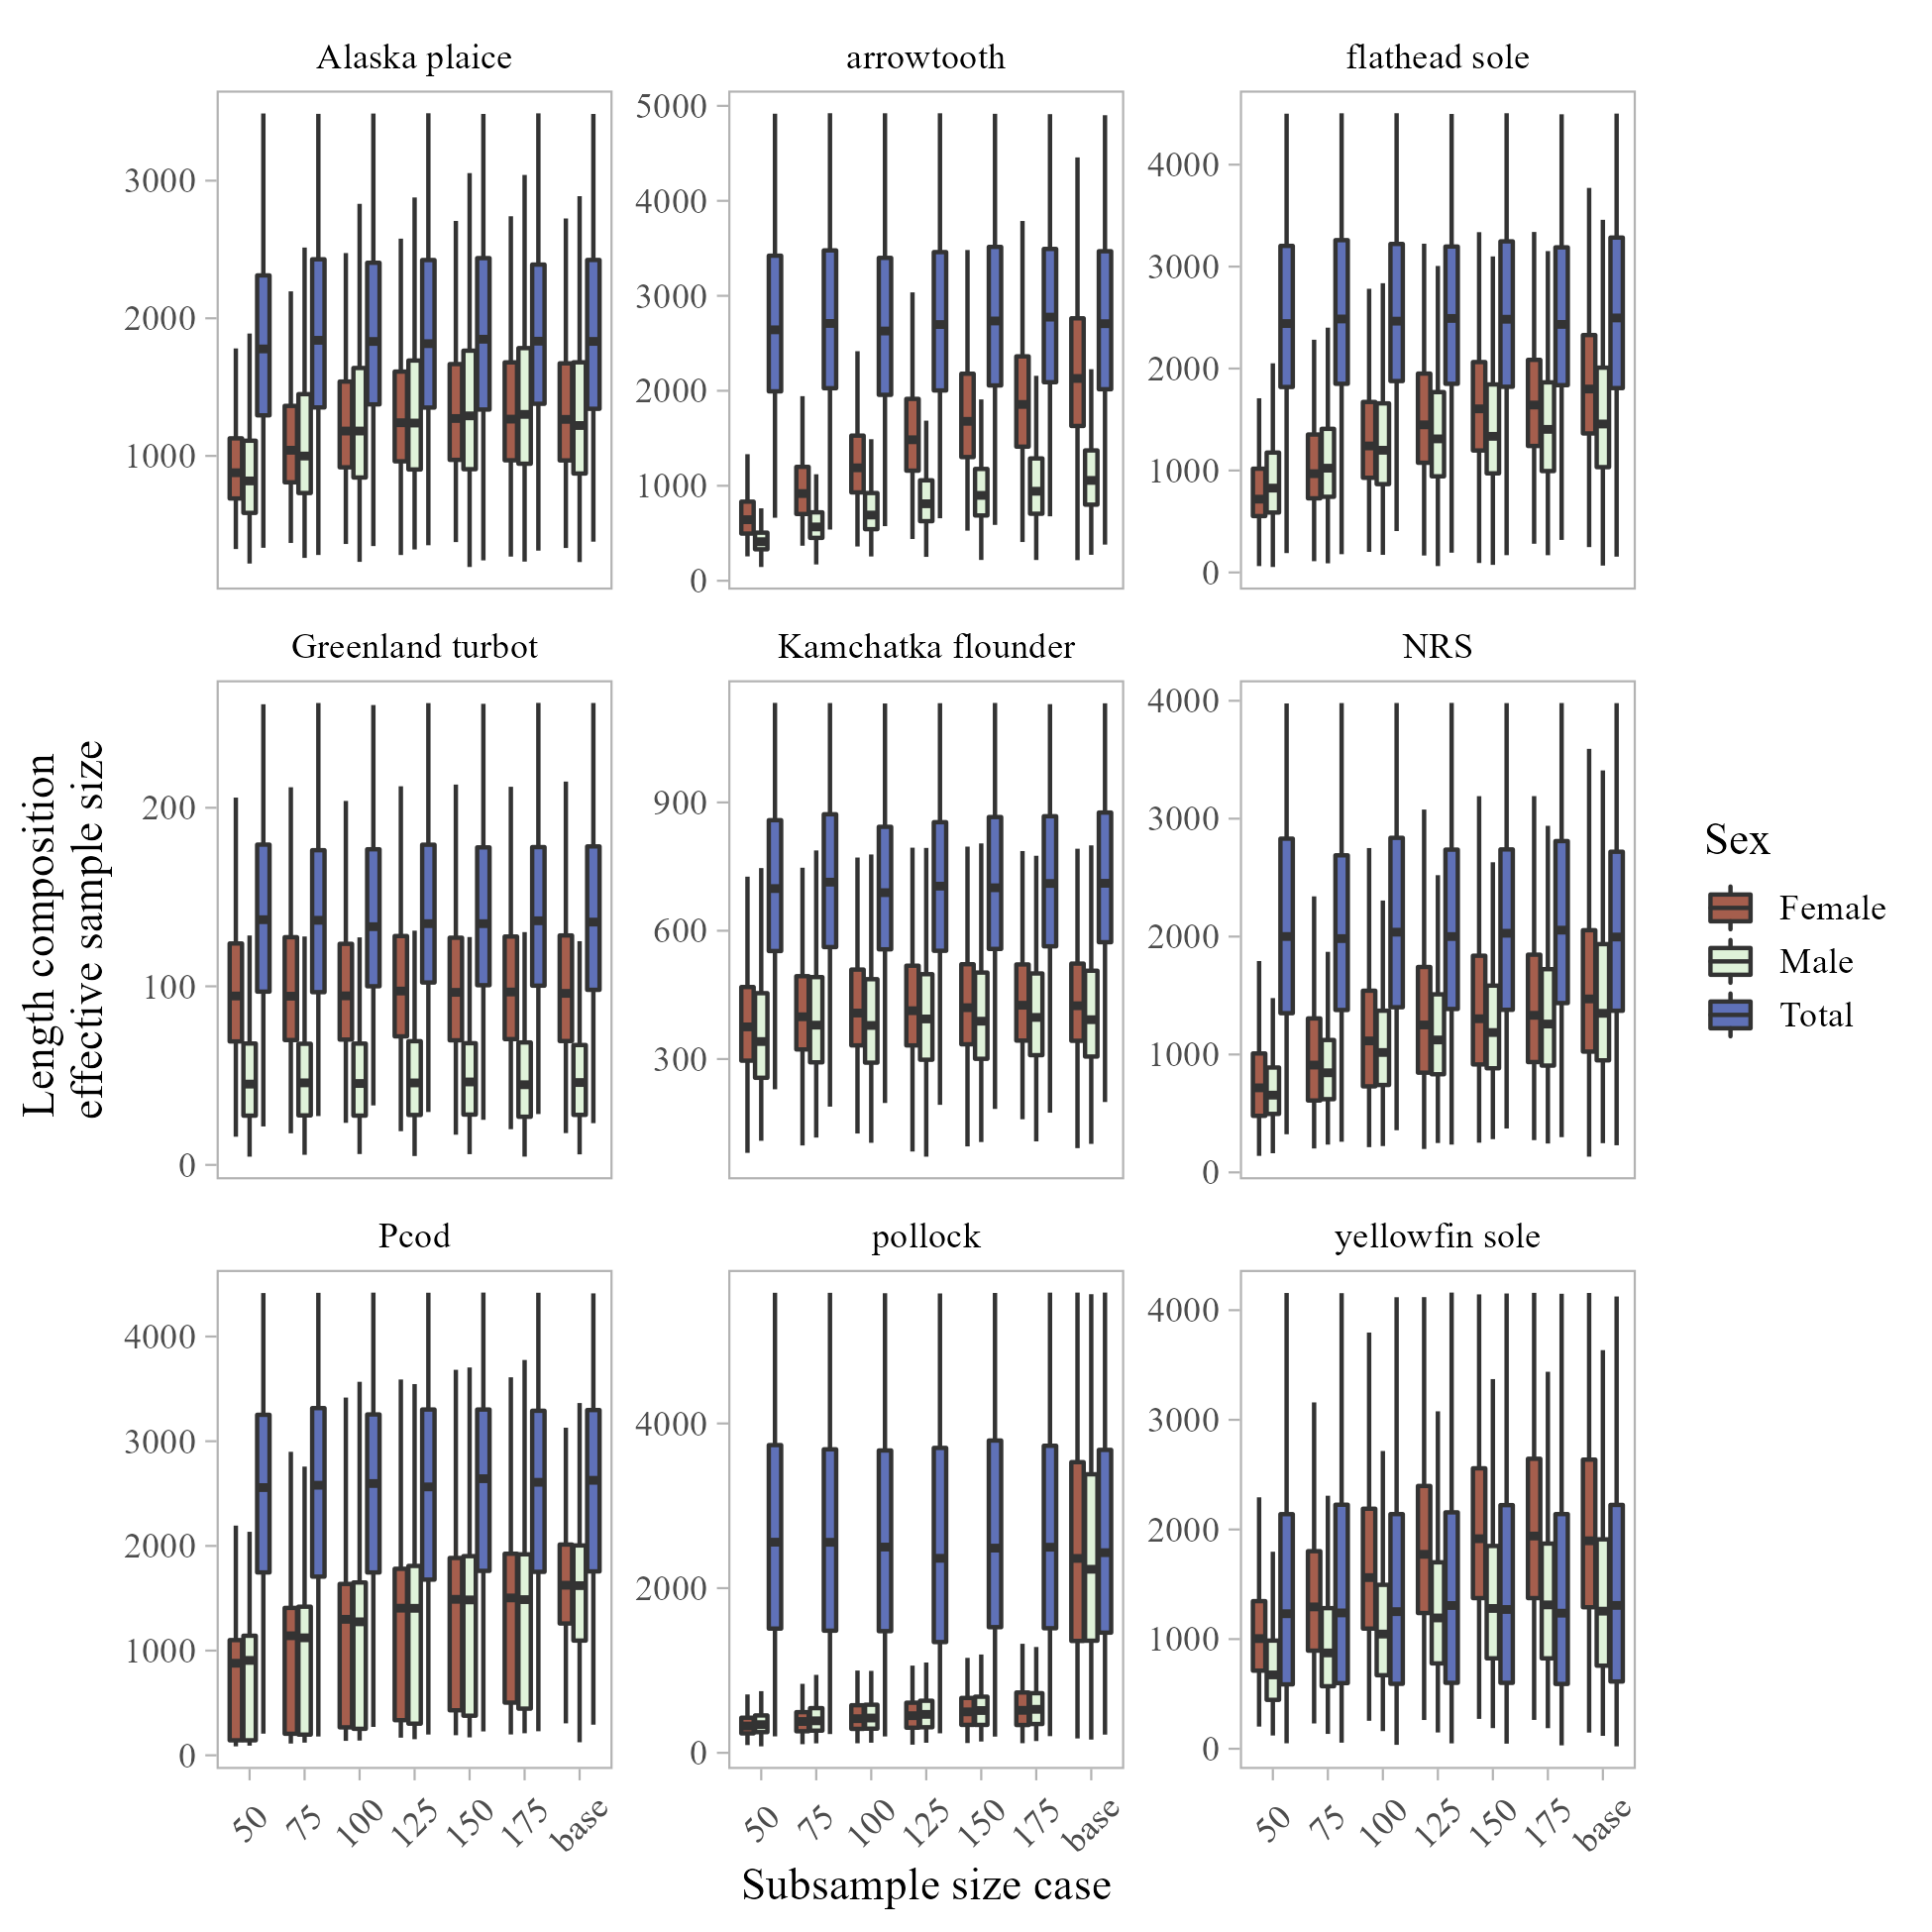 Alaska plaice
arrowtooth
flathead sole
3000
2000
1000
5000
4000
3000
2000
1000
0
4000
3000
2000
1000
0
Greenland turbot
Kamchatka flounder
NRS
200
100
0
900
600
300
4000
3000
2000
1000
0
Pcod
pollock
yellowfin sole
4000
3000
2000
1000
0
4000
2000
0
4000
3000
2000
1000
0
50 75 100 125 150 175 base
50 75 100 125 150 175 base
50 75 100 125 150 175 base
Subsample size case
Length composition
effective sample size
Sex
Female
Male
Total